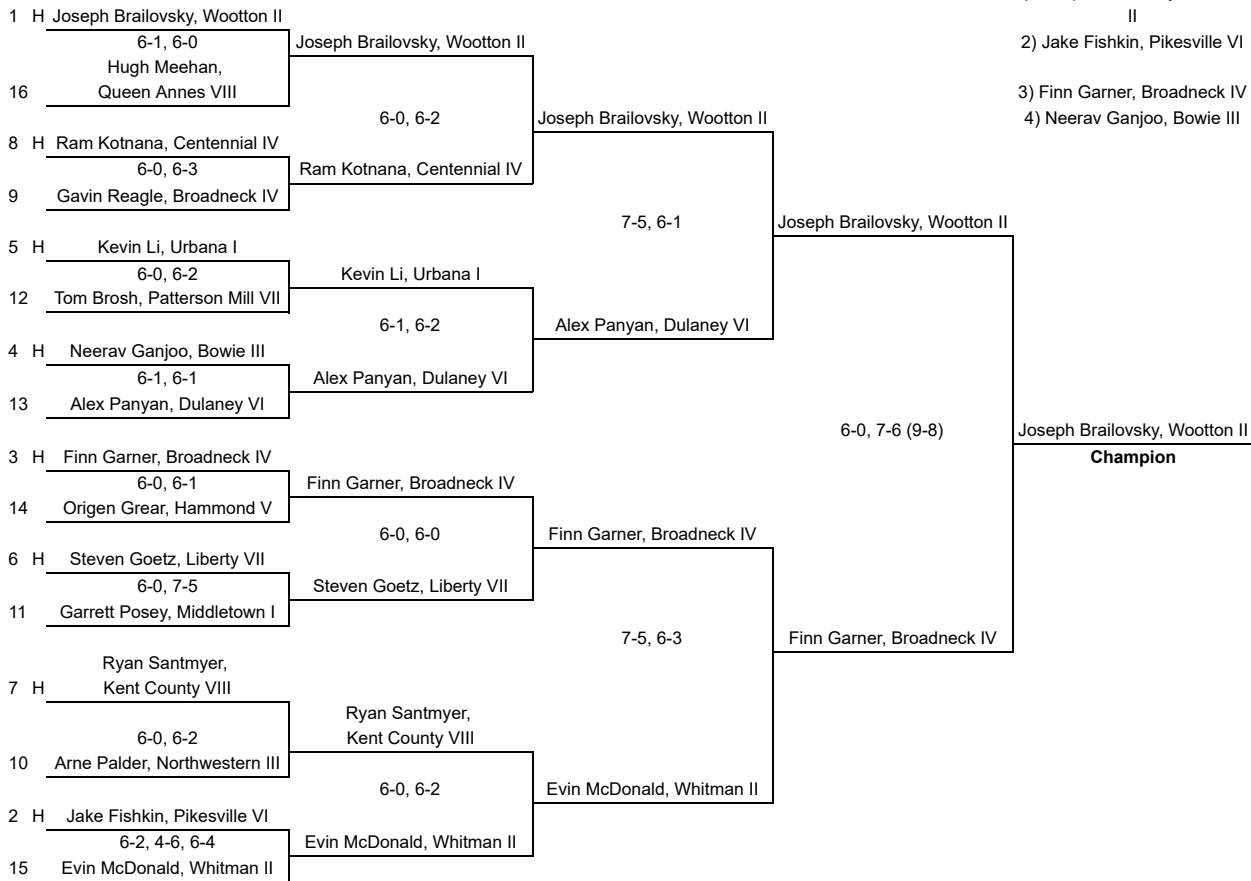 1 H Joseph Brailovsky, Wootton II
6-1, 6-0
Hugh Meehan,
16 Queen Annes VIII
8 H Ram Kotnana, Centennial IV
6-0, 6-3
9 Gavin Reagle, Broadneck IV
5 H Kevin Li, Urbana I
6-0, 6-2
12 Tom Brosh, Patterson Mill VII
4 H Neerav Ganjoo, Bowie III
6-1, 6-1
13 Alex Panyan, Dulaney VI
3 H Finn Garner, Broadneck IV
6-0, 6-1
14 Origen Grear, Hammond V
6 H Steven Goetz, Liberty VII
6-0, 7-5
11 Garrett Posey, Middletown I
Ryan Santmyer,
7 H Kent County VIII
6-0, 6-2
10 Arne Palder, Northwestern III
2 H Jake Fishkin, Pikesville VI
6-2, 4-6, 6-4
15 Evin McDonald, Whitman II
Joseph Brailovsky, Wootton II
6-0, 6-2
Ram Kotnana, Centennial IV
Kevin Li, Urbana I
6-1, 6-2
Alex Panyan, Dulaney VI
Finn Garner, Broadneck IV
6-0, 6-0
Steven Goetz, Liberty VII
Ryan Santmyer,
Kent County VIII
6-0, 6-2
Evin McDonald, Whitman II
Joseph Brailovsky, Wootton II
7-5, 6-1
Alex Panyan, Dulaney VI
Finn Garner, Broadneck IV
7-5, 6-3
Evin McDonald, Whitman II
Joseph Brailovsky, Wootton II
6-0, 7-6 (9-8)
Finn Garner, Broadneck IV
Joseph Brailovsky, Wootton II
Champion
II
2) Jake Fishkin, Pikesville VI
3) Finn Garner, Broadneck IV
4) Neerav Ganjoo, Bowie III